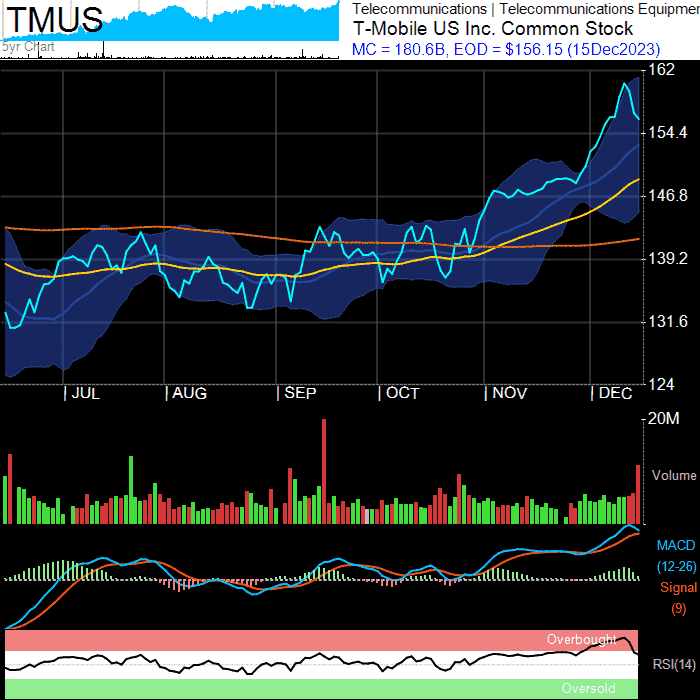 TMUS
5yr Chart
Telecommunications | Telecommunications Equipmer
T-Mobile US Inc. Common Stock
MC = 180.6B, EOD = $156.15 (15Dec2023)
162
154.4
146.8
139.2
131.6
124
| JUL | AUG | SEP | OCT | NOV | DEC
20M
Volume
MACD
(12-26)
Signal
(9)
Overbought
RSI(14)
Oversold